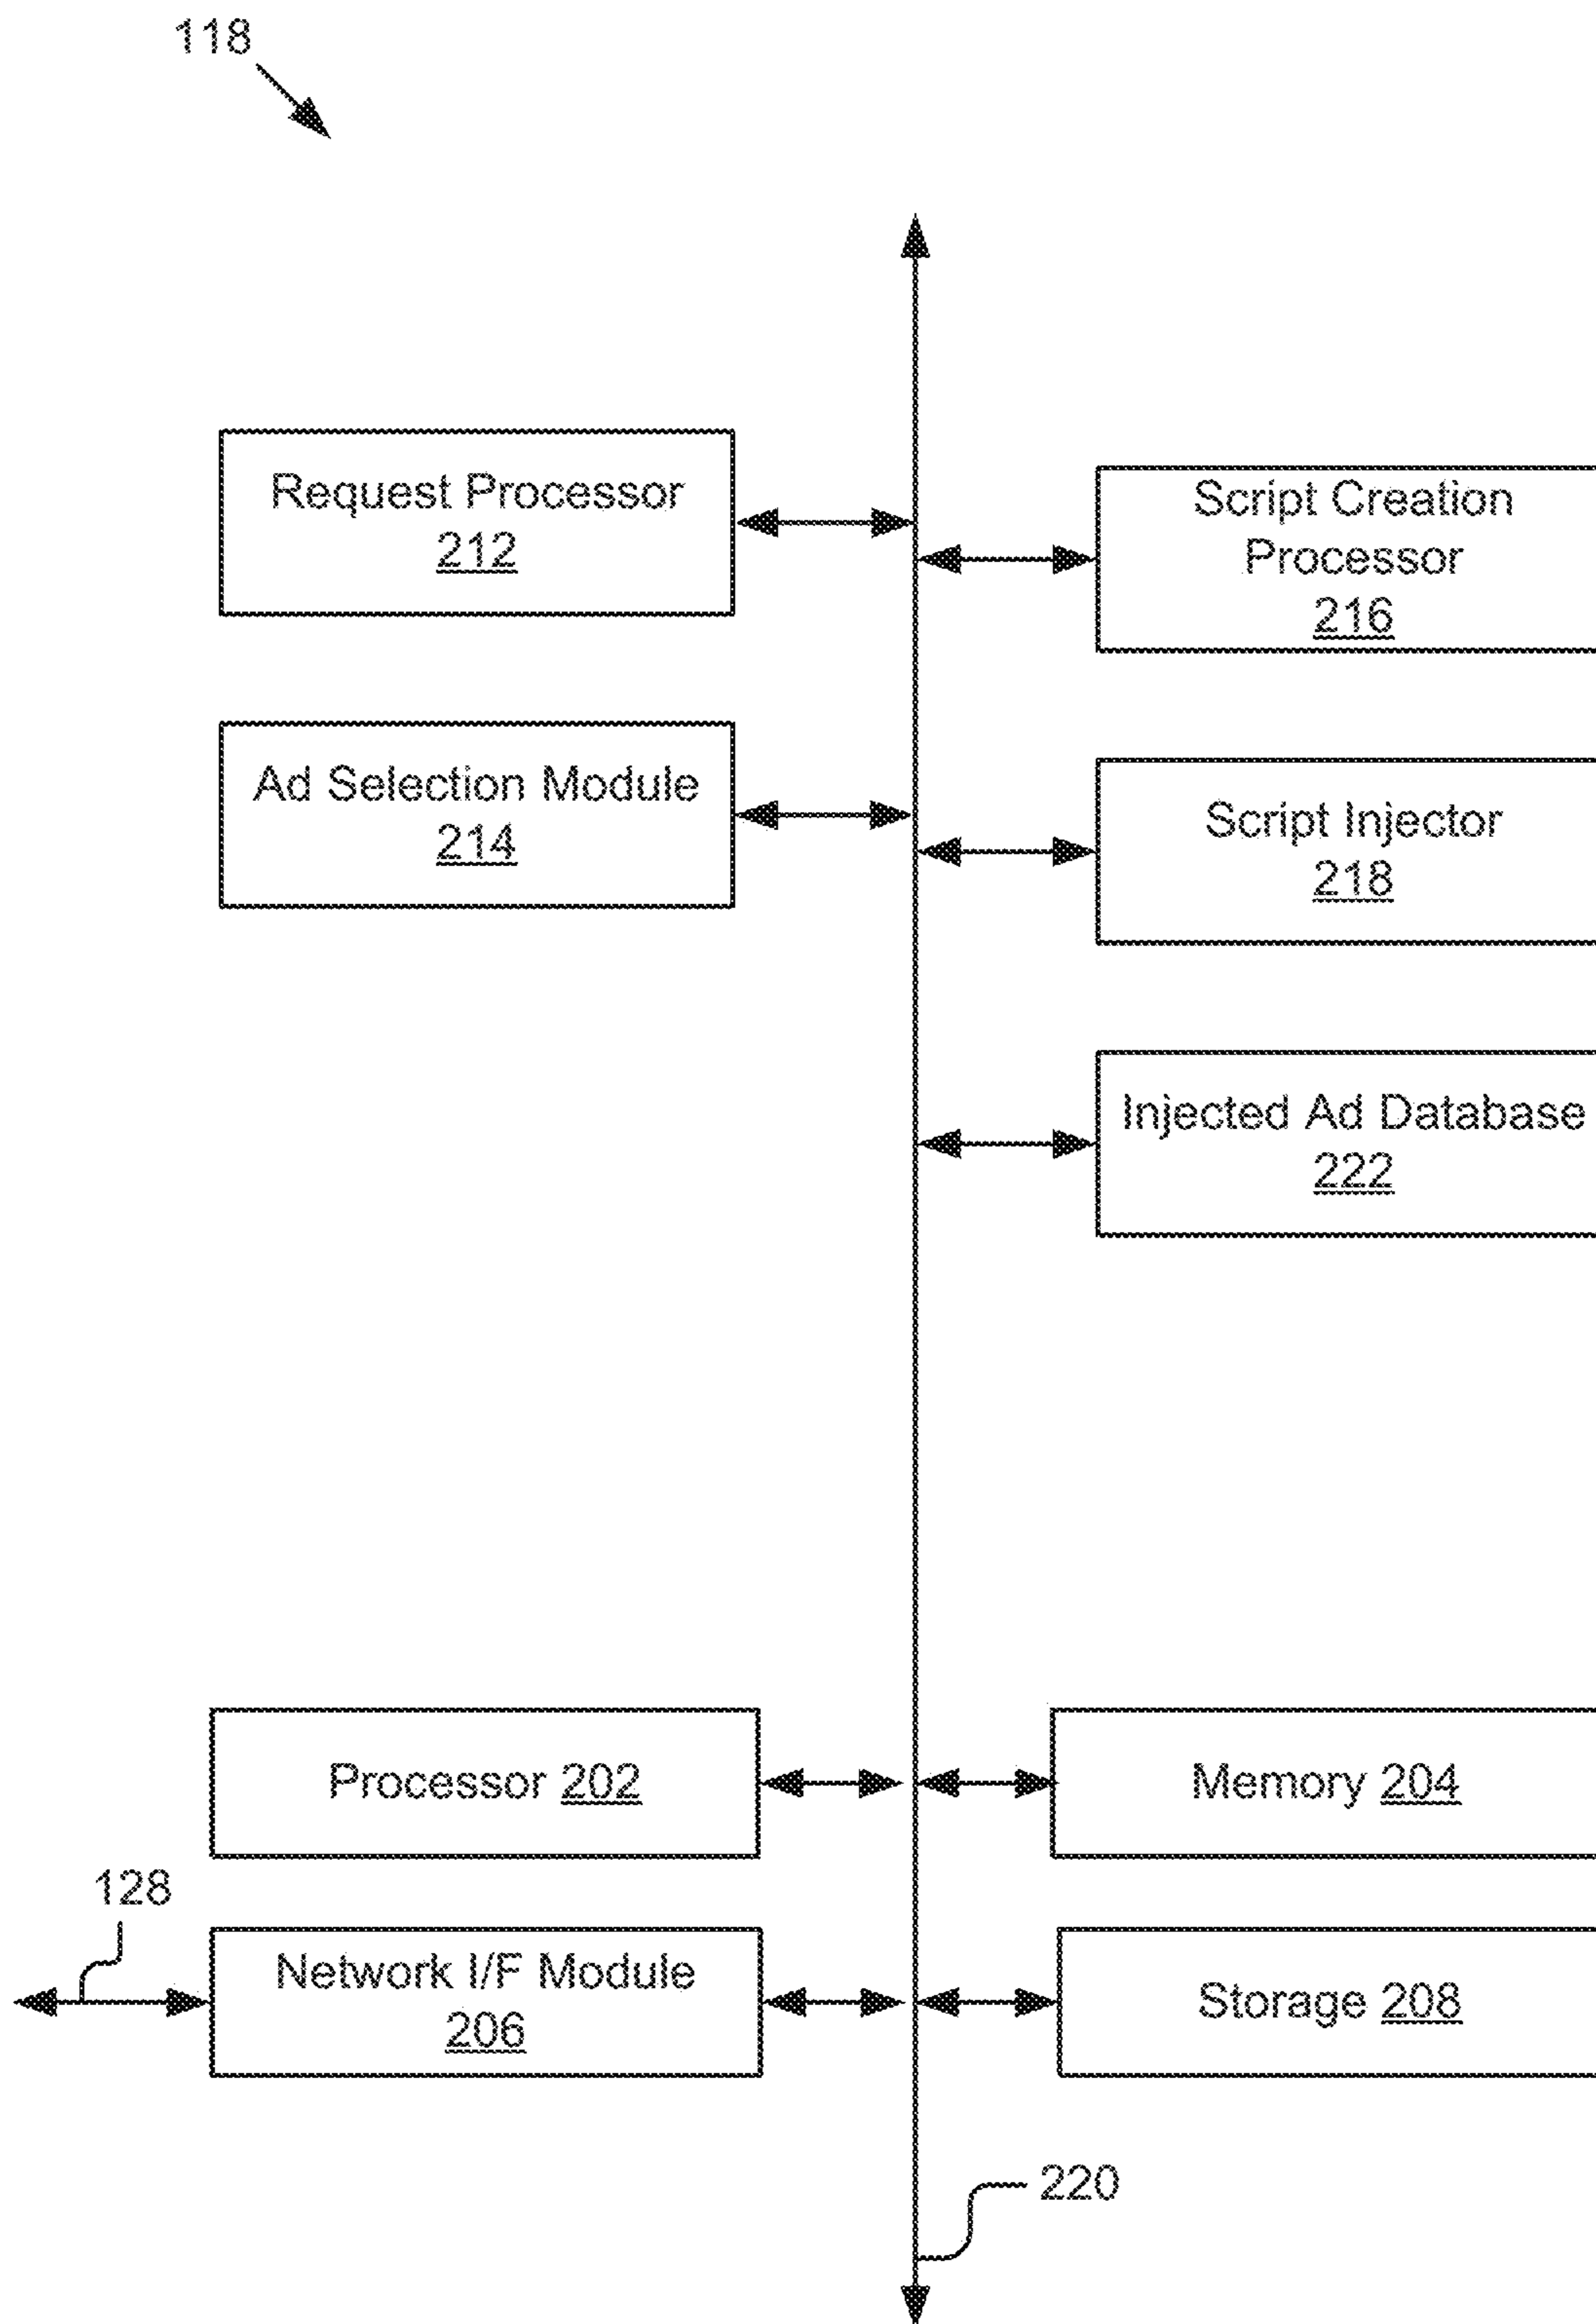 118
Request Processor
212
Script Creation
Processor
216
Ad Selection Module
214
Script Injector
218
Injected Ad Database
222
Processor 202
Memory 204
128
Network I/F Module
206
Storage 208
220